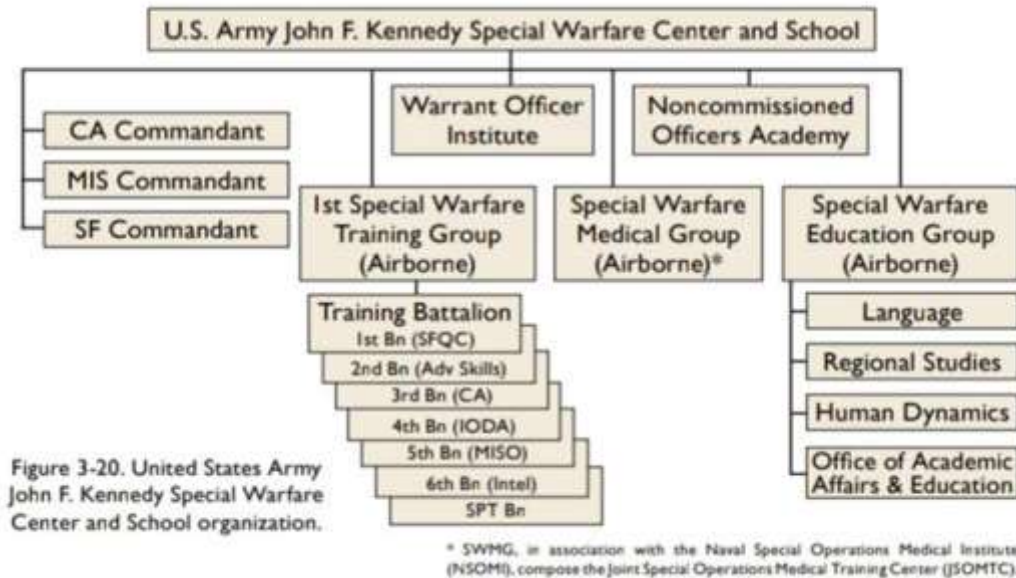 U.S. Army John F. Kennedy Special Warfare Center and School
CA Commandant
MIS Commandant
SF Commandant
Warrant Officer
Institute
Noncommissioned
Officers Academy
1st Special Warfare
Training Group
(Airborne)
Special Warfare
Medical Group
(Airborne)*
Special Warfare
Education Group
(Airborne)
Training Battalion
1st Bn (SFQC)
2nd Bn (Adv Skills)
3rd Bn (CA)
4th Bn (IODA)
5th Bn (MISO)
6th Bn (Intel)
SPT Bn
Language
Regional Studies
Human Dynamics
Office of Academic
Affairs & Education
Figure 3-20. United States Army
John F. Kennedy Special Warfare
Center and School organization.
* SWMG, in association with the Naval Special Operations Medical Institute
(NSOMI), compose the Joint Special Operations Medical Training Center (JSOMTC)